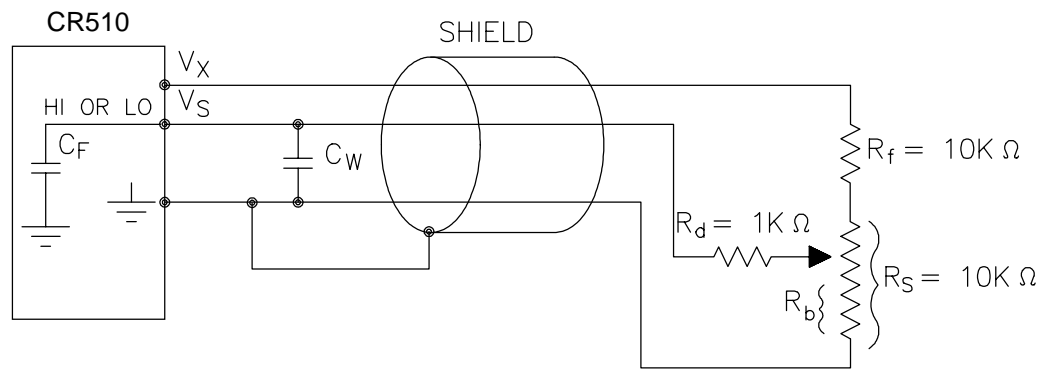 CR510
SHIELD
V_X
HI OR LO
V_S
C_F
C_W
R_f = 10K Ω
R_d = 1K Ω
R_S = 10K Ω
R_b